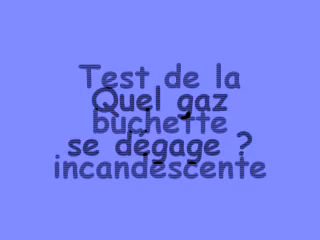 Test de la
Quel gaz
buchette
se dégage ?
incandescente